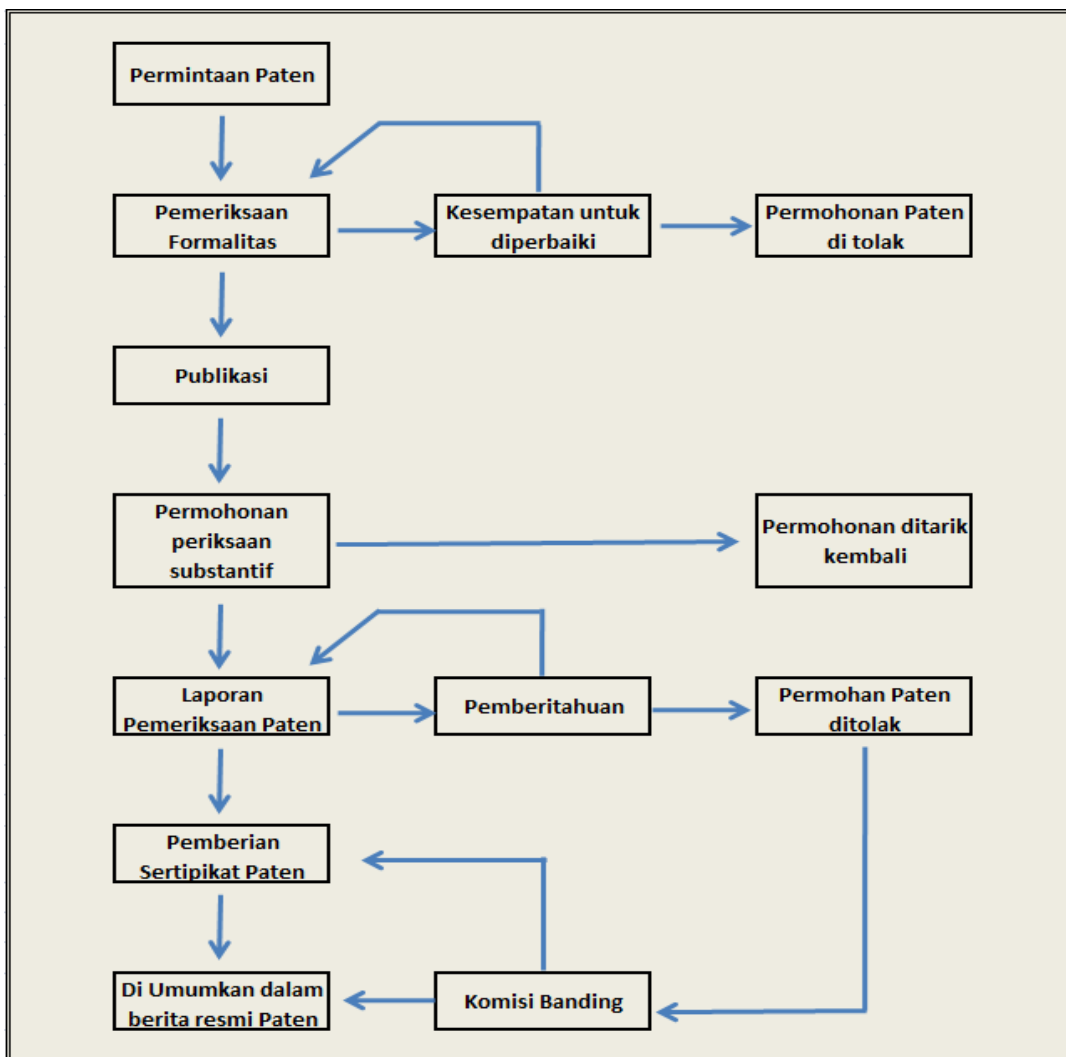 Permintaan Paten
Pemeriksaan
Formalitas
Kesempatan untuk
diperbaiki
Permohonan Paten
di tolak
Publikasi
Permohonan
periksaan
substantif
Permohonan ditarik
kembali
Laporan
Pemeriksaan Paten
Pemberitahuan
Permohan Paten
ditolak
Pemberian
Sertipikat Paten
Di Umumkan dalam
berita resmi Paten
Komisi Banding